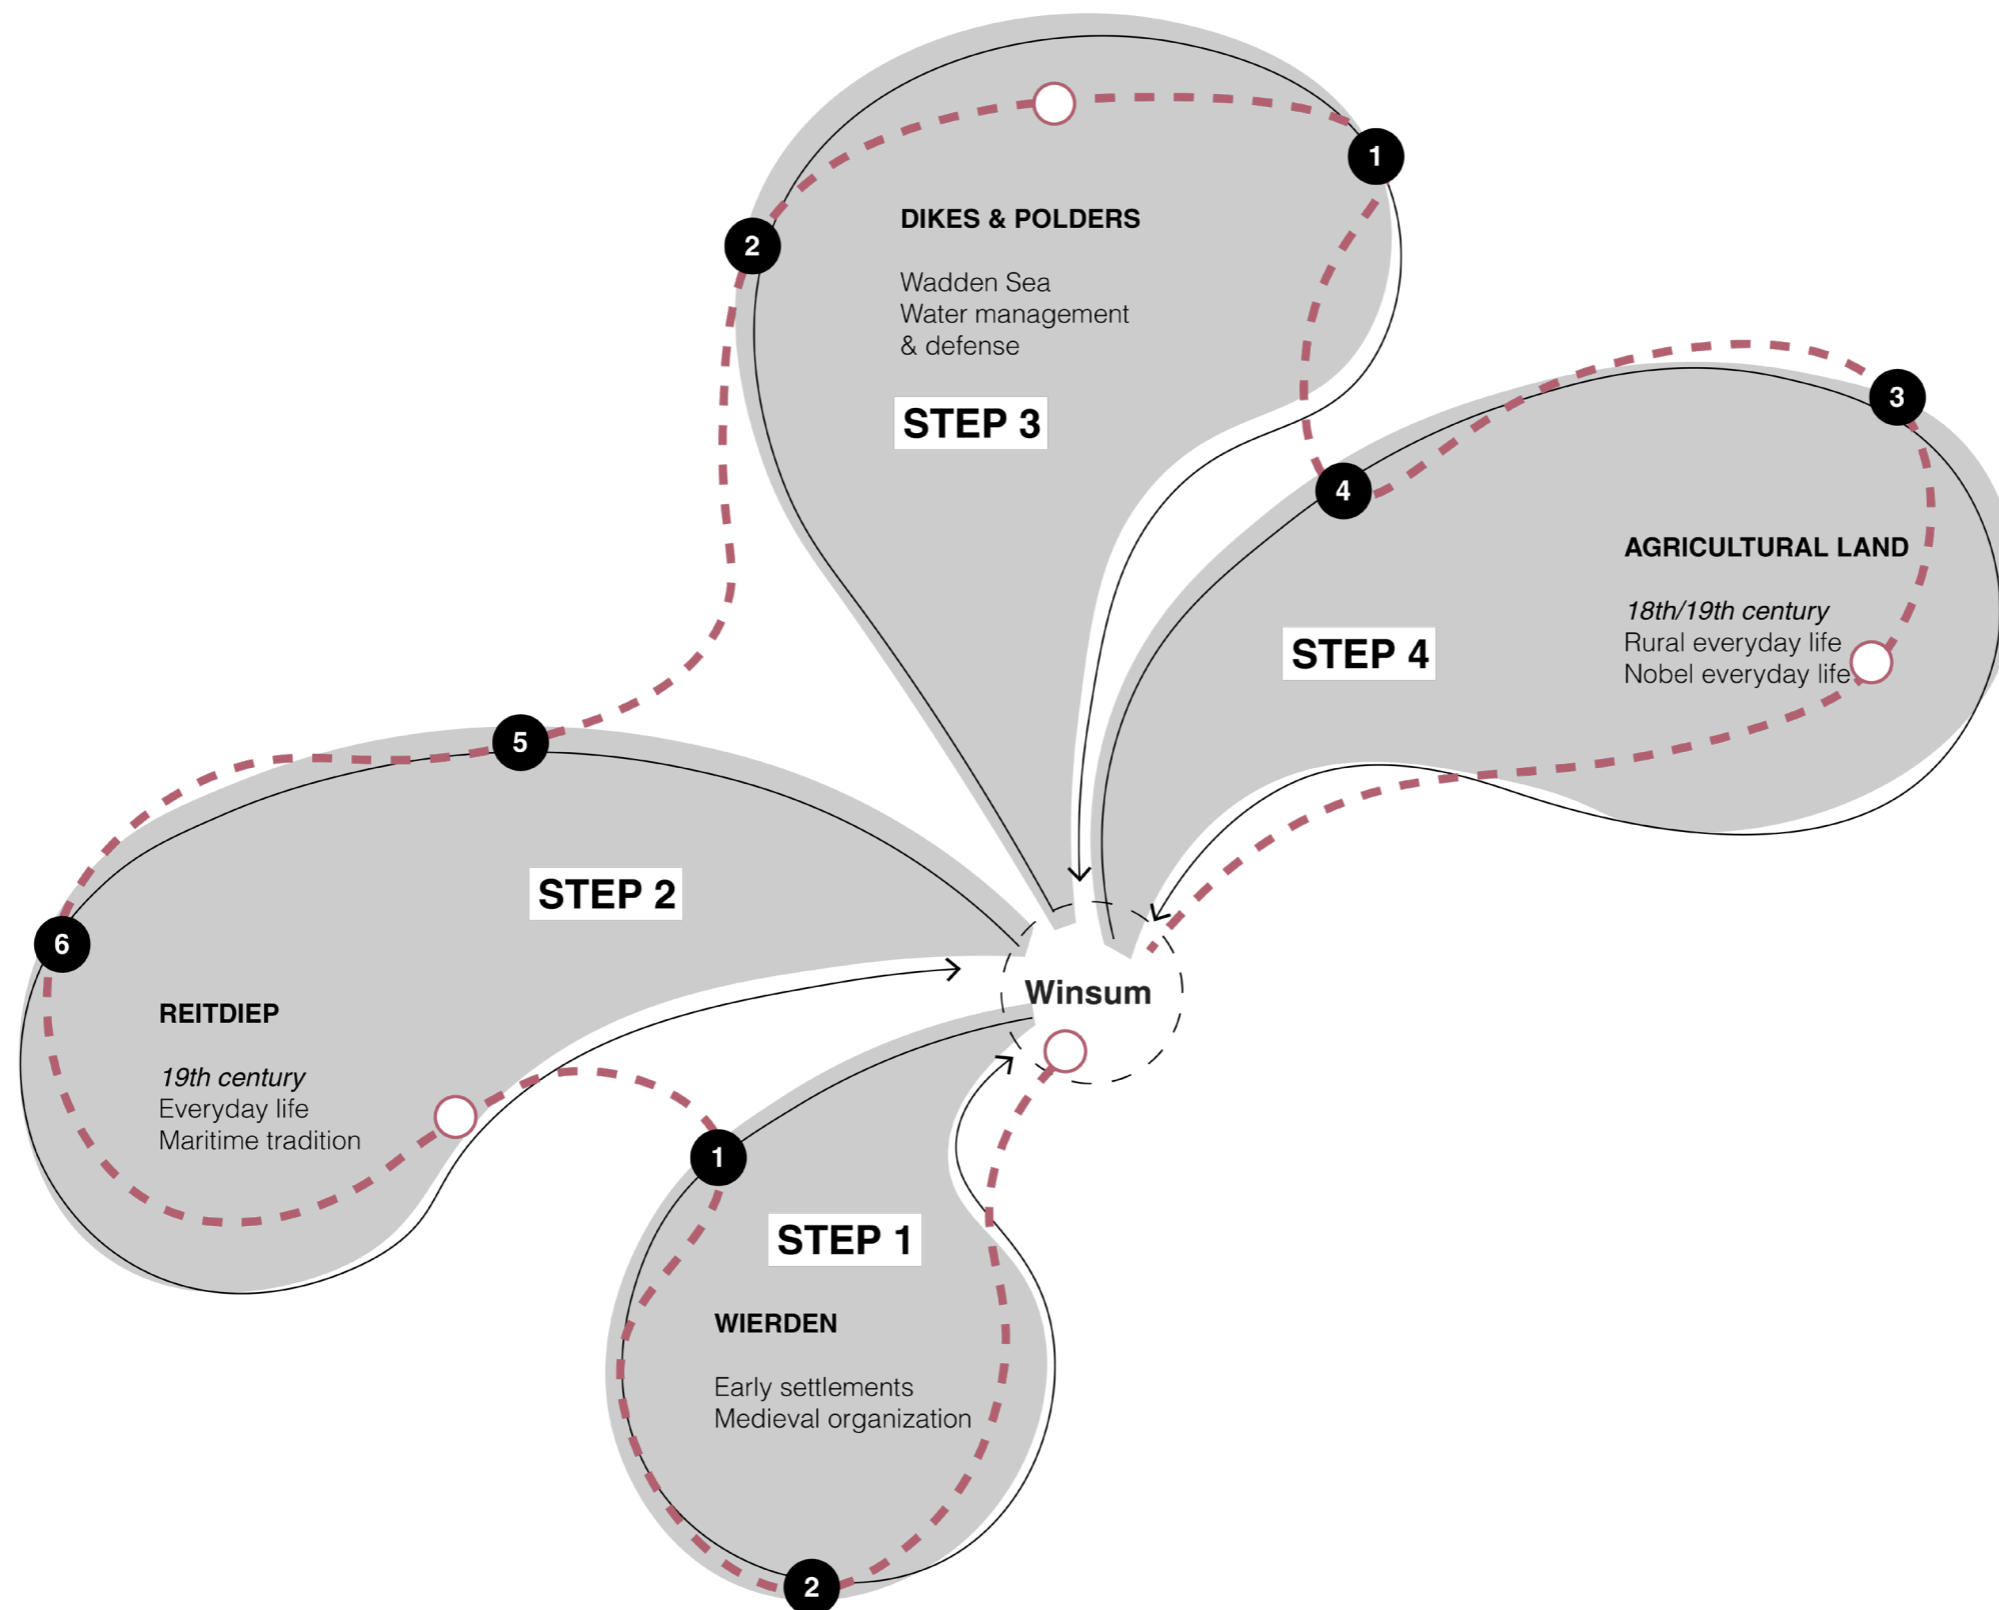 1
2
DIKES & POLDERS
Wadden Sea
Water management
& defense
STEP 3
3
4
AGRICULTURAL LAND
18th/19th century
Rural everyday life
Nobel everyday life
STEP 4
5
STEP 2
6
REITDIEP
19th century
Everyday life
Maritime tradition
Winsum
1
STEP 1
WIERDEN
Early settlements
Medieval organization
2